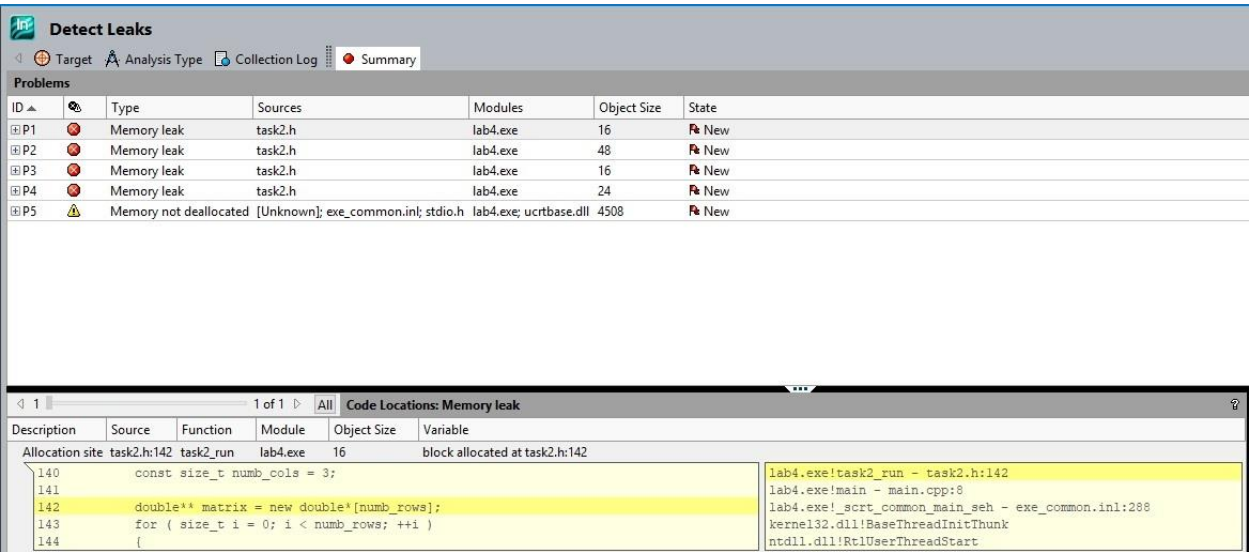 Detect Leaks
Target Analysis Type Collection Log Summary
Problems
ID Type Sources Modules Object Size State
P1 Memory leak task2.h lab4.exe 16 New
P2 Memory leak task2.h lab4.exe 48 New
P3 Memory leak task2.h lab4.exe 16 New
P4 Memory leak task2.h lab4.exe 24 New
P5 Memory not deallocated [Unknown]; exe_common.inl; stdio.h lab4.exe; ucrtbase.dll 4508 New
1 1 of 1 All Code Locations: Memory leak ?
Description Source Function Module Object Size Variable
Allocation site task2.h:142 task2_run lab4.exe 16 block allocated at task2.h:142
140 const size_t numb_cols = 3;
141
142 double** matrix = new double*[numb_rows];
143 for ( size_t i = 0; i < numb_rows; ++i )
144 {
lab4.exe!task2_run - task2.h:142
lab4.exe!main - main.cpp:8
lab4.exe!_scrt_common_main_seh - exe_common.inl:288
kernel32.dll!BaseThreadInitThunk
ntdll.dll!RtlUserThreadStart